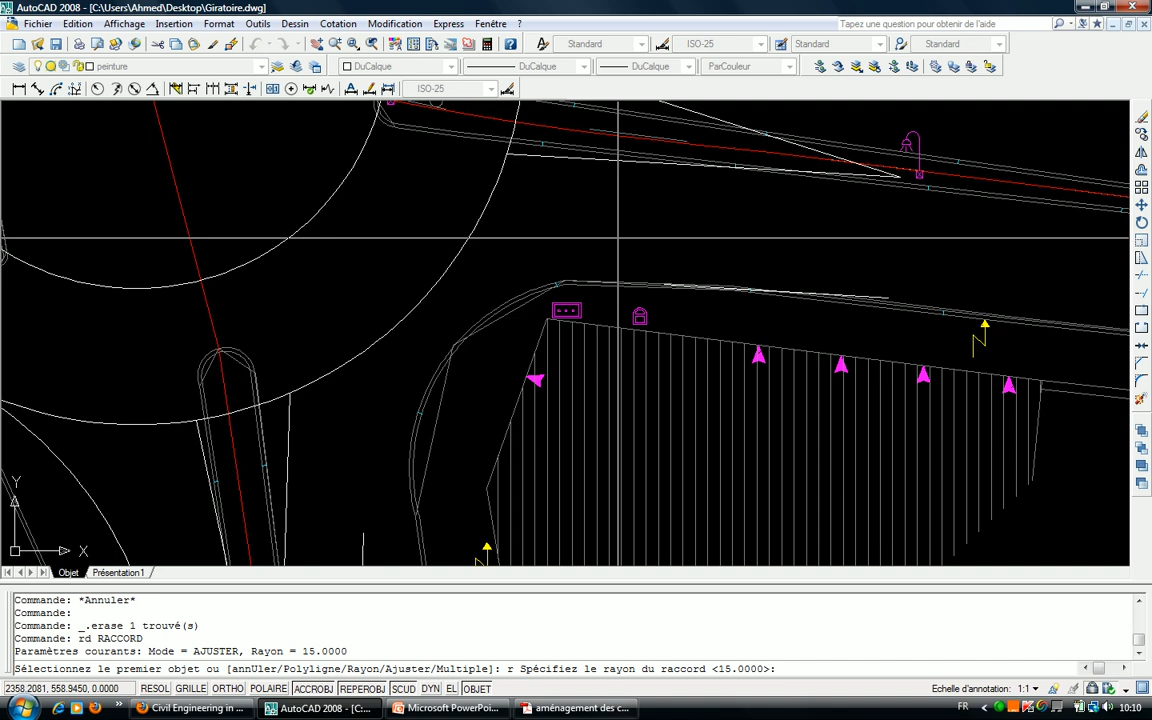 AutoCAD 2008 - [C:\Users\Ahmed\Desktop\Giratoire.dwg]
Fichier Edition Affichage Insertion Format Outils Dessin Cotation Modification Express Fenêtre ?
Tapez une question pour obtenir de l'aide
Standard ISO-25 Standard Standard
peinture DuCalque DuCalque DuCalque ParCouleur
ISO-25
N
N
Y
X
Objet Présentation1
Commande: *Annuler*
Commande:
Commande: _.erase 1 trouvé(s)
Commande: rd RACCORD
Paramètres courants: Mode = AJUSTER, Rayon = 15.0000
Sélectionnez le premier objet ou [annUler/Polyligne/Rayon/Ajuster/Multiple]: r Spécifiez le rayon du raccord <15.0000>:
2358.2081, 558.9450, 0.0000 RESOL GRILLE ORTHO POLAIRE ACCROBJ REPEROBJ SCUD DYN EL OBJET Echelle d'annotation: 1:1
Civil Engineering in ... AutoCAD 2008 - [C:... Microsoft PowerPoi... aménagement des c... FR 10:10